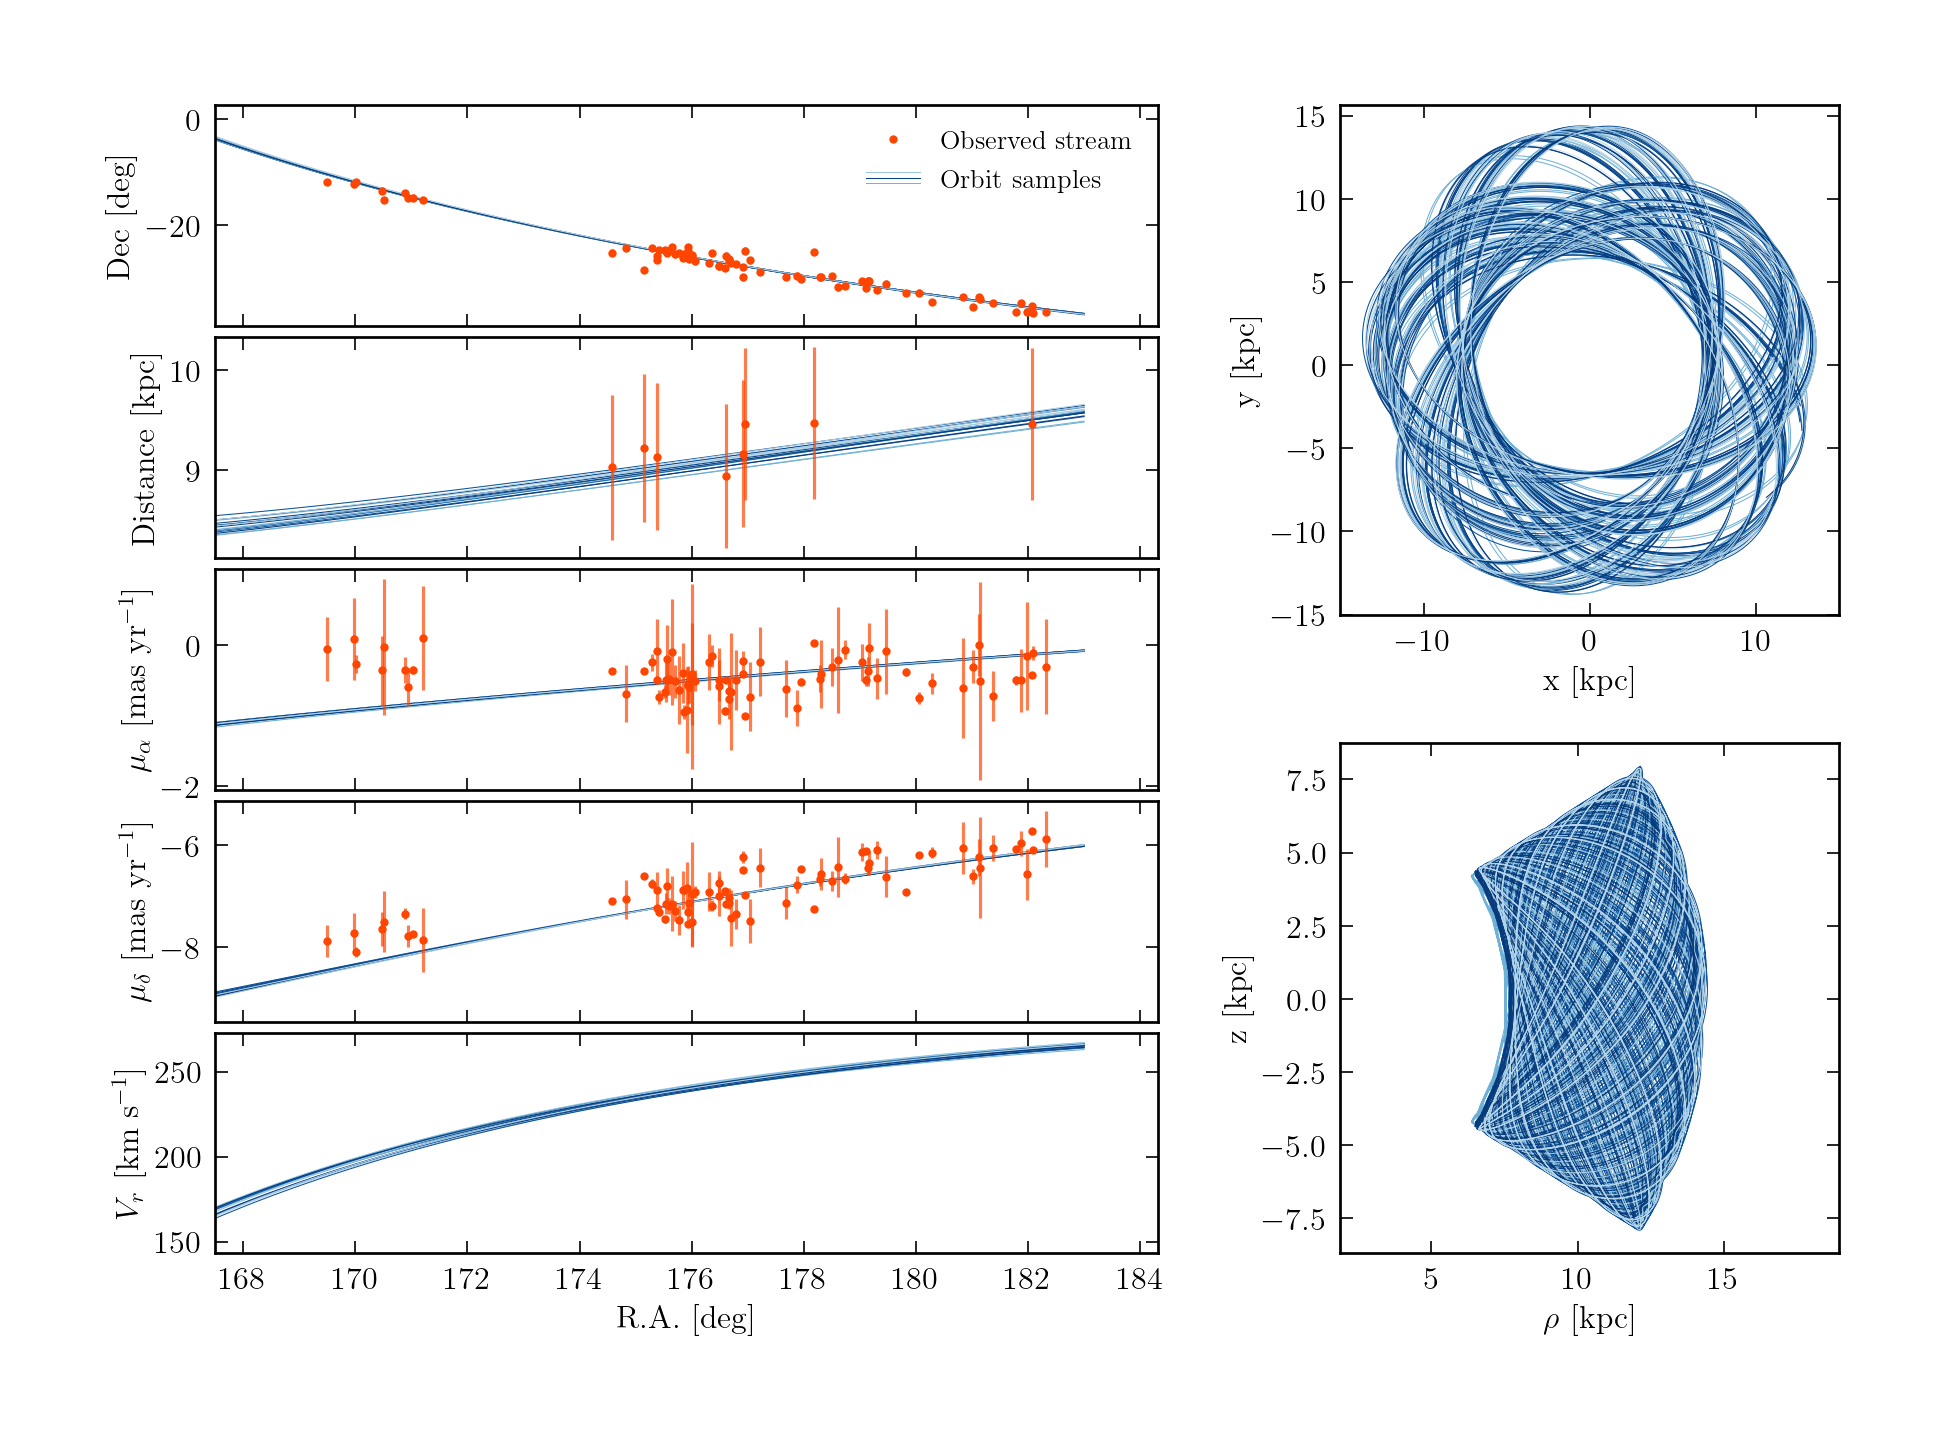 0
−20
Dec [deg]
Observed stream
Orbit samples
10
9
Distance [kpc]
0
−2
μα [mas yr⁻¹]
−6
−8
μδ [mas yr⁻¹]
250
200
150
Vr [km s⁻¹]
168 170 172 174 176 178 180 182 184
R.A. [deg]
15
10
5
0
−5
−10
−15
y [kpc]
−10 0 10
x [kpc]
7.5
5.0
2.5
0.0
−2.5
−5.0
−7.5
z [kpc]
5 10 15
ρ [kpc]